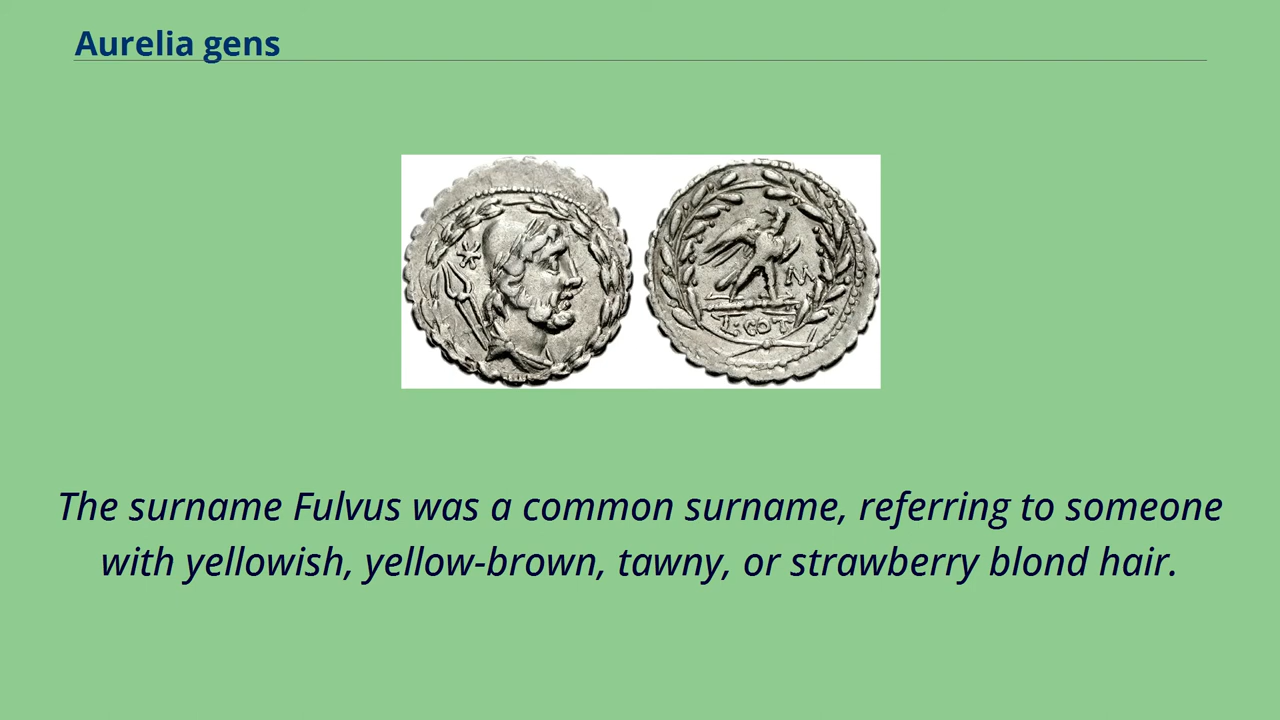 Aurelia gens
M
L·COT
The surname Fulvus was a common surname, referring to someone
with yellowish, yellow-brown, tawny, or strawberry blond hair.